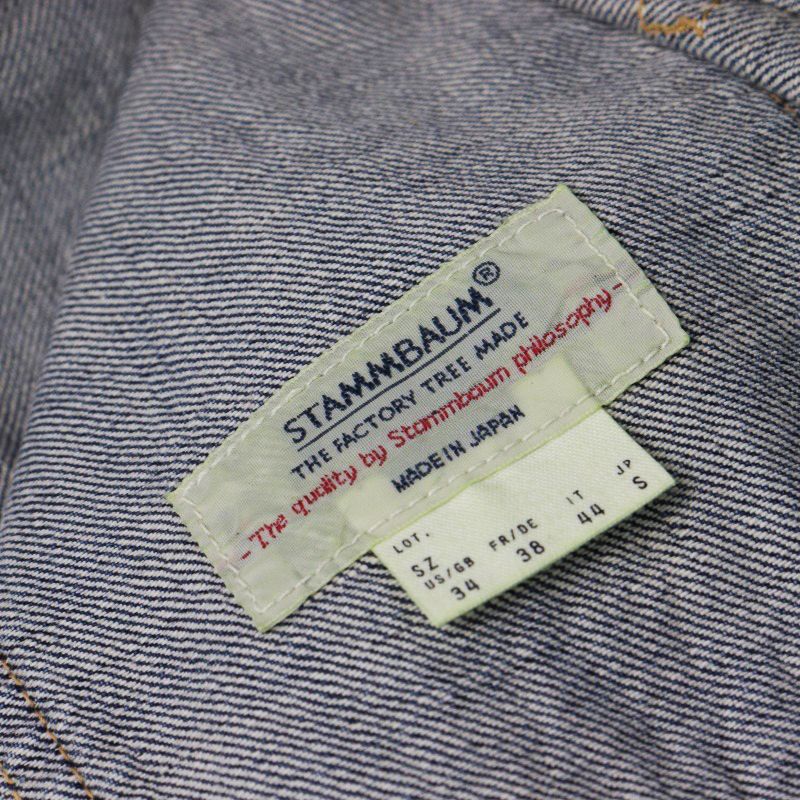 STAMMBAUM®
THE FACTORY TREE MADE
-The quality by Stammbaum philosophy-
MADE IN JAPAN
LOT.
SZ
US/GB FR/DE IT JP
34 38 44 S